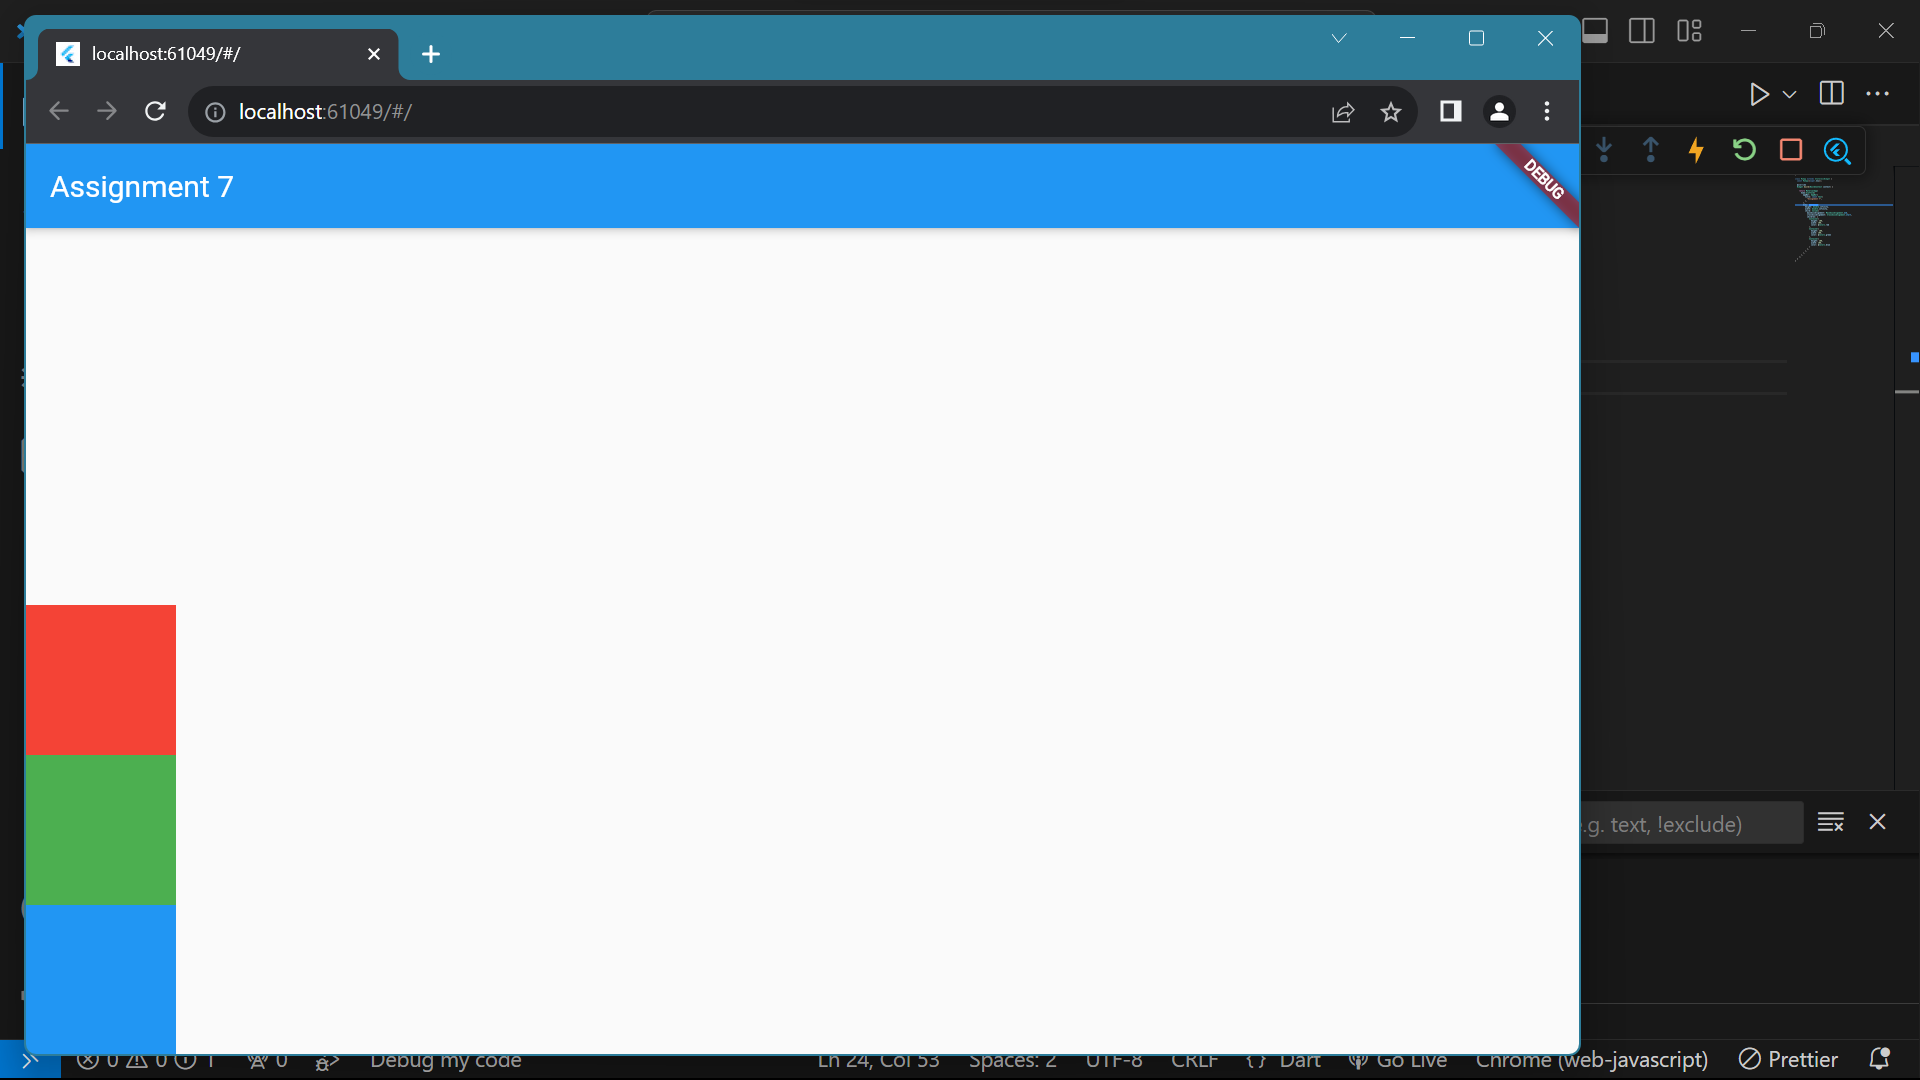 localhost:61049/#/
localhost:61049/#/
Assignment 7
DEBUG
.g. text, !exclude)
0 0 1 0 Debug my code Ln 24, Col 53 Spaces: 2 UTF-8 CRLF {} Dart Go Live Chrome (web-javascript) Prettier